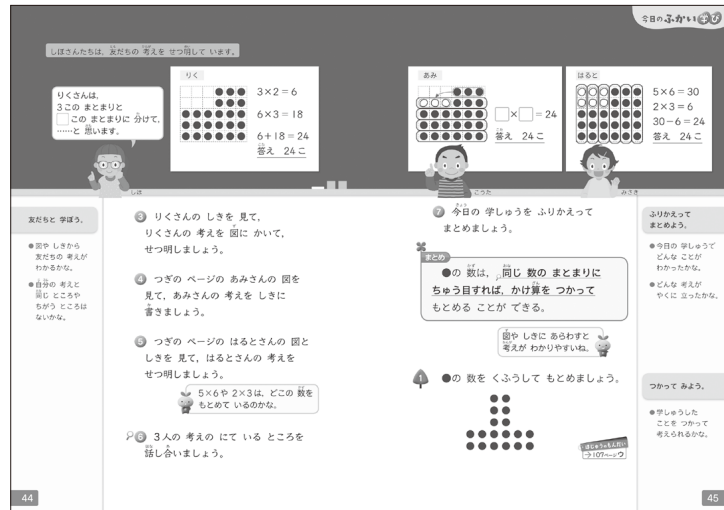 今日のふかい学び
しほさんたちは、友だちの 考えを せつ明して います。
りくさんは、
3この まとまりと
□この まとまりに 分けて、
……と 思います。
りく
3×2＝6
6×3＝18
6＋18＝24
答え 24こ
しほ
あみ
□×□＝24
答え 24こ
こうた
はると
5×6＝30
2×3＝6
30－6＝24
答え 24こ
みさき
友だちと 学ぼう。
●図や しきから
友だちの 考えが
わかるかな。
●自分の 考えと
同じ ところや
ちがう ところは
ないかな。
3 りくさんの しきを 見て、
りくさんの 考えを 図に かいて、
せつ明しましょう。
4 つぎの ページの あみさんの 図を
見て、あみさんの 考えを しきに
書きましょう。
5 つぎの ページの はるとさんの 図と
しきを 見て、はるとさんの 考えを
せつ明しましょう。
5×6や 2×3は、どこの 数を
もとめて いるのかな。
6 3人の 考えの にて いる ところを
話し合いましょう。
44
7 今日の 学しゅうを ふりかえって
まとめましょう。
まとめ
●の 数は、同じ 数の まとまりに
ちゅう目すれば、かけ算を つかって
もとめる ことが できる。
図や しきに あらわすと
考えが わかりやすいね。
1 ●の 数を くふうして もとめましょう。
ほじゅうのもんだい
→107ページ
ふりかえって
まとめよう。
●今日の 学しゅうで
どんな ことが
わかったかな。
●どんな 考えが
やくに 立ったかな。
つかって みよう。
●学しゅうした
ことを つかって
考えられるかな。
45